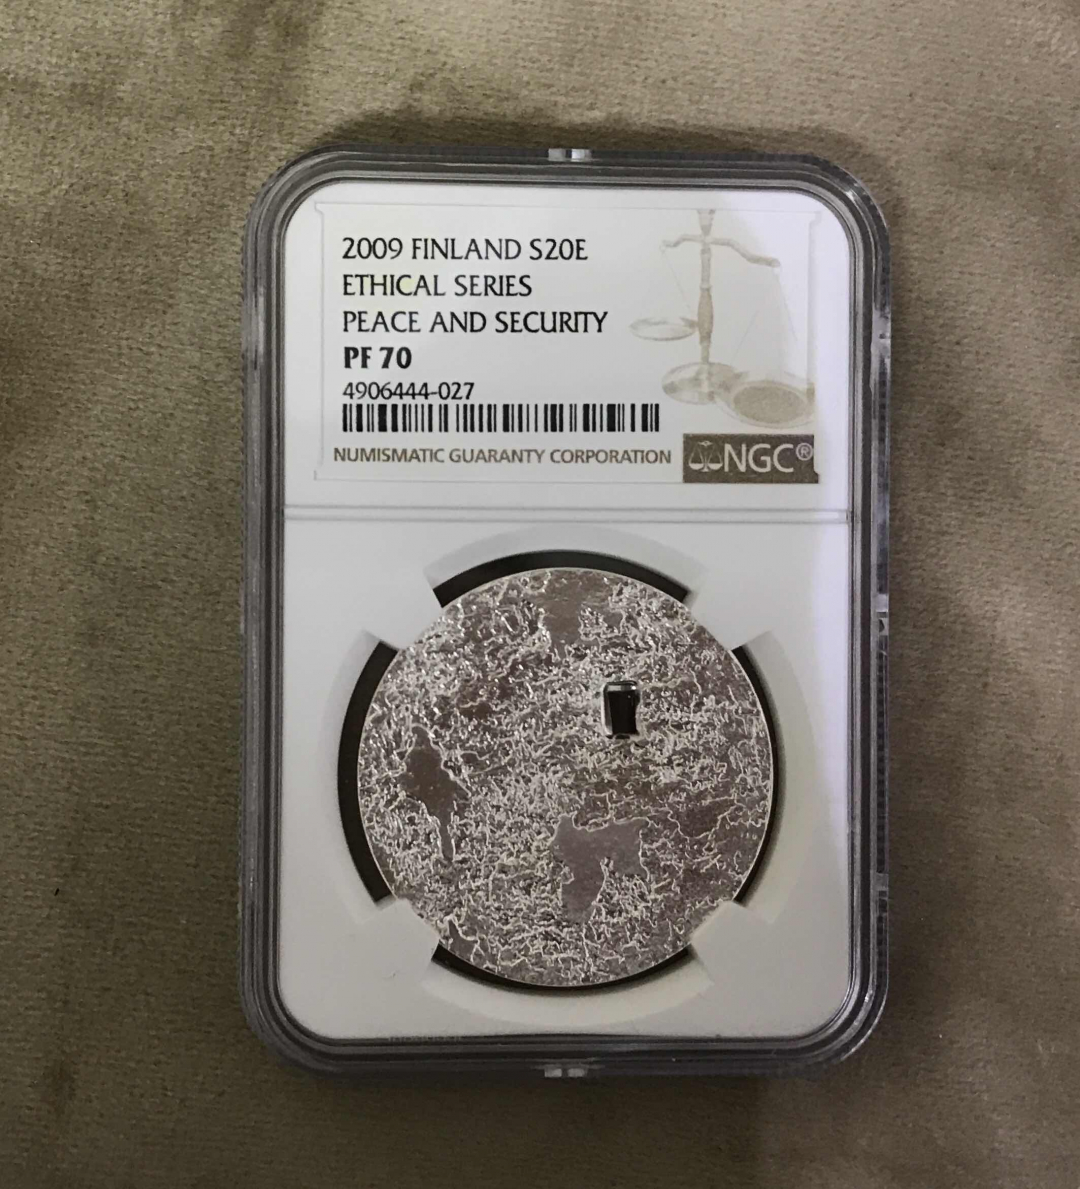 2009 FINLAND S20E
ETHICAL SERIES
PEACE AND SECURITY
PF 70
4906444-027
NUMISMATIC GUARANTY CORPORATION
NGC®